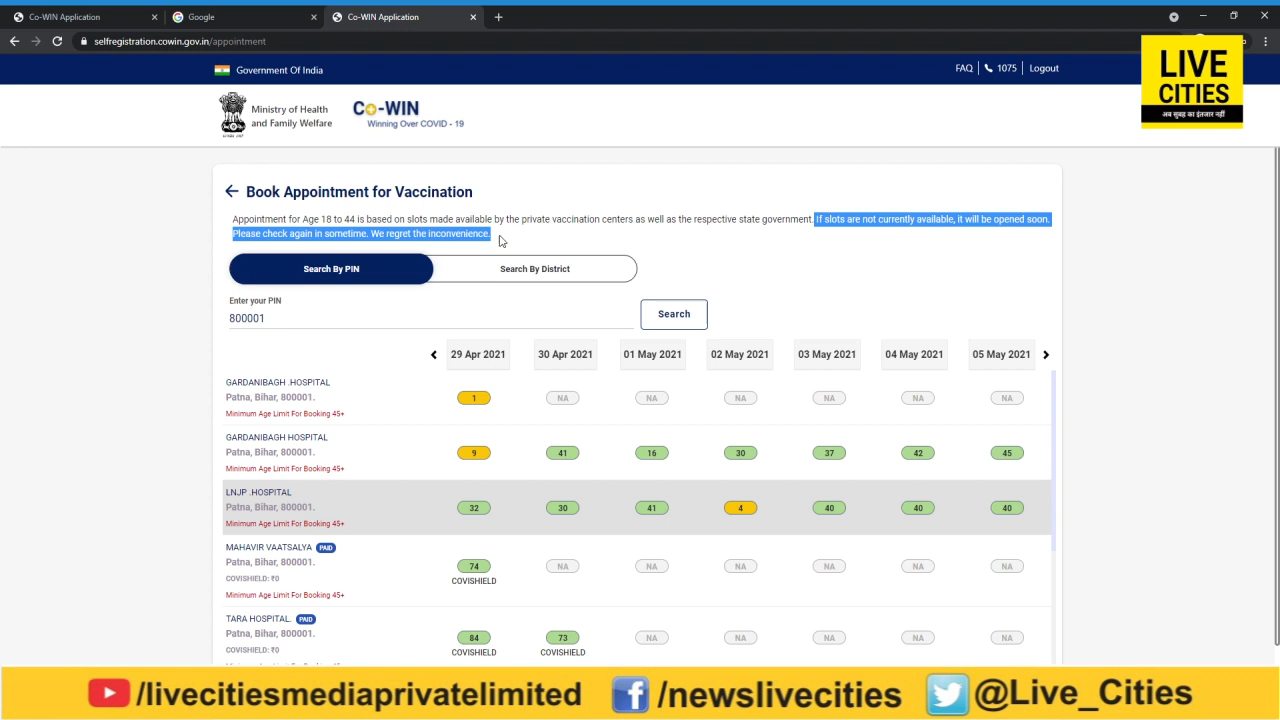 Co-WIN Application
Google
Co-WIN Application
selfregistration.cowin.gov.in/appointment
Government Of India
FAQ
1075
Logout
LIVE
CITIES
अब सुबह का इंतजार नहीं
Ministry of Health
and Family Welfare
Co-WIN
Winning Over COVID - 19
Book Appointment for Vaccination
Appointment for Age 18 to 44 is based on slots made available by the private vaccination centers as well as the respective state government. If slots are not currently available, it will be opened soon.
Please check again in sometime. We regret the inconvenience.
Search By PIN
Search By District
Enter your PIN
800001
Search
29 Apr 2021 30 Apr 2021 01 May 2021 02 May 2021 03 May 2021 04 May 2021 05 May 2021
GARDANIBAGH .HOSPITAL
Patna, Bihar, 800001.
Minimum Age Limit For Booking 45+
1 NA NA NA NA NA NA
GARDANIBAGH HOSPITAL
Patna, Bihar, 800001.
Minimum Age Limit For Booking 45+
9 41 16 30 37 42 45
LNJP .HOSPITAL
Patna, Bihar, 800001.
Minimum Age Limit For Booking 45+
32 30 41 4 40 40 40
MAHAVIR VAATSALYA PAID
Patna, Bihar, 800001.
COVISHIELD: ₹0
Minimum Age Limit For Booking 45+
74 NA NA NA NA NA NA
COVISHIELD
TARA HOSPITAL. PAID
Patna, Bihar, 800001.
COVISHIELD: ₹0
84 73 NA NA NA NA NA
COVISHIELD COVISHIELD
/livecitiesmediaprivatelimited
/newslivecities
@Live_Cities